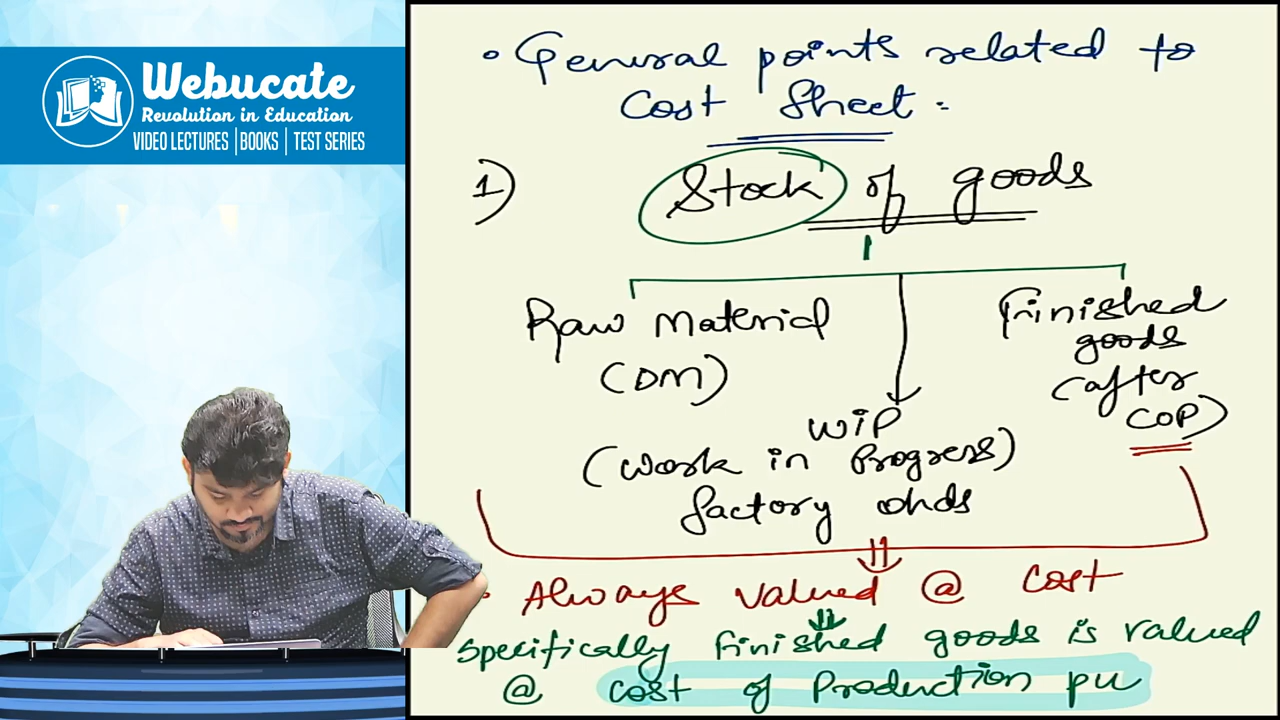 Webucate
Revolution in Education
VIDEO LECTURES | BOOKS | TEST SERIES
• General points related to
Cost Sheet :
1) Stock of goods
Raw Material
(DM)
WIP
(Work in Progress)
factory ohds
Finished
goods
(after
COP)
• Always valued @ Cost
Specifically finished goods is valued
@ Cost of Production pu